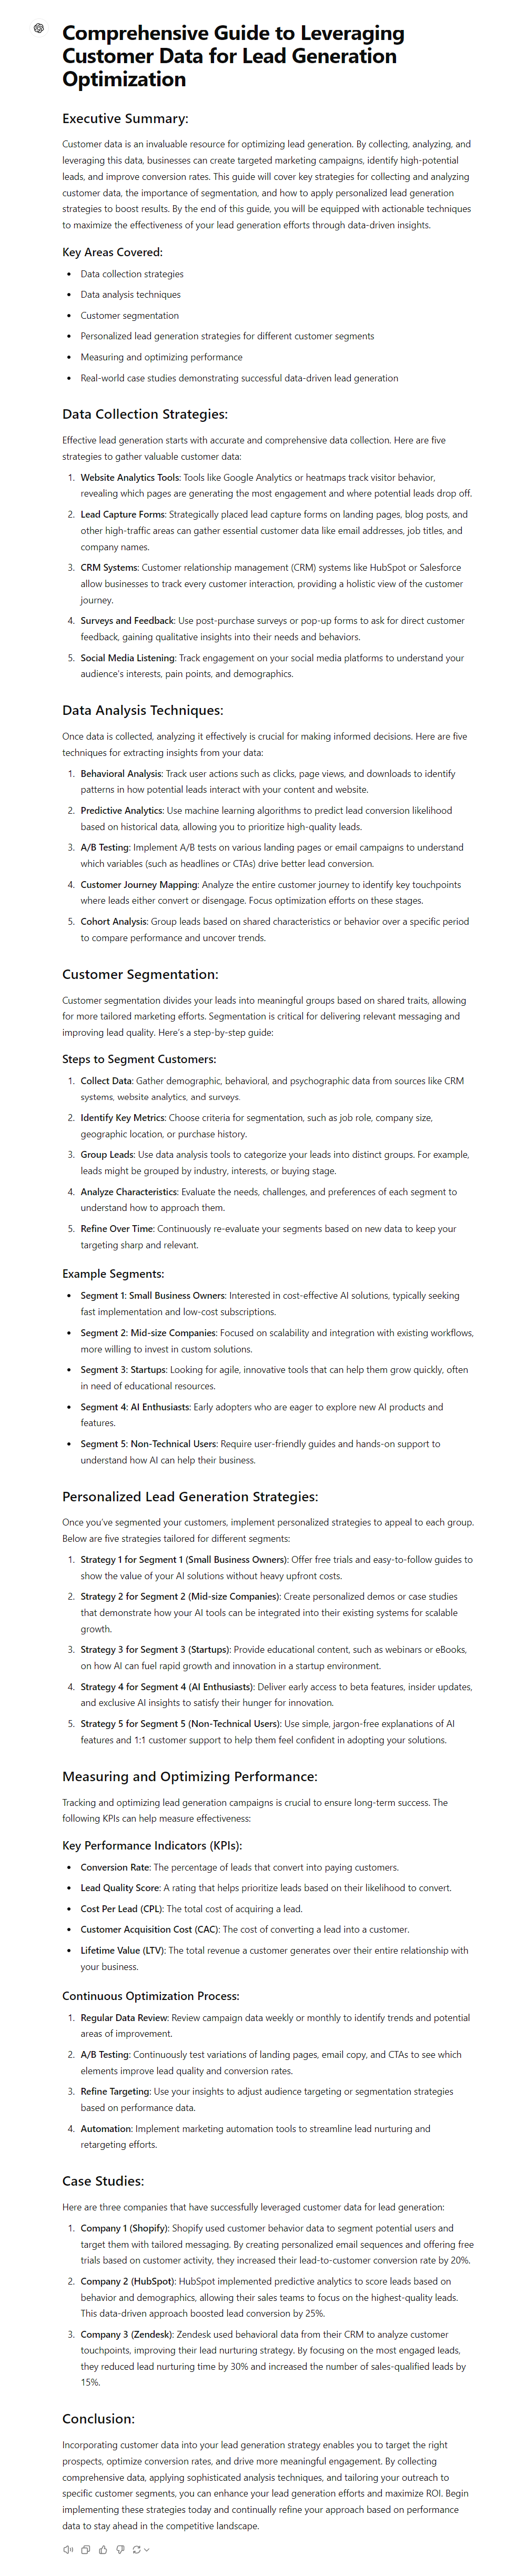 Comprehensive Guide to Leveraging
Customer Data for Lead Generation
Optimization
Executive Summary:
Customer data is an invaluable resource for optimizing lead generation. By collecting, analyzing, and
leveraging this data, businesses can create targeted marketing campaigns, identify high-potential
leads, and improve conversion rates. This guide will cover key strategies for collecting and analyzing
customer data, the importance of segmentation, and how to apply personalized lead generation
strategies to boost results. By the end of this guide, you will be equipped with actionable techniques
to maximize the effectiveness of your lead generation efforts through data-driven insights.
Key Areas Covered:
• Data collection strategies
• Data analysis techniques
• Customer segmentation
• Personalized lead generation strategies for different customer segments
• Measuring and optimizing performance
• Real-world case studies demonstrating successful data-driven lead generation
Data Collection Strategies:
Effective lead generation starts with accurate and comprehensive data collection. Here are five
strategies to gather valuable customer data:
1. Website Analytics Tools: Tools like Google Analytics or heatmaps track visitor behavior,
revealing which pages are generating the most engagement and where potential leads drop off.
2. Lead Capture Forms: Strategically placed lead capture forms on landing pages, blog posts, and
other high-traffic areas can gather essential customer data like email addresses, job titles, and
company names.
3. CRM Systems: Customer relationship management (CRM) systems like HubSpot or Salesforce
allow businesses to track every customer interaction, providing a holistic view of the customer
journey.
4. Surveys and Feedback: Use post-purchase surveys or pop-up forms to ask for direct customer
feedback, gaining qualitative insights into their needs and behaviors.
5. Social Media Listening: Track engagement on your social media platforms to understand your
audience's interests, pain points, and demographics.
Data Analysis Techniques:
Once data is collected, analyzing it effectively is crucial for making informed decisions. Here are five
techniques for extracting insights from your data:
1. Behavioral Analysis: Track user actions such as clicks, page views, and downloads to identify
patterns in how potential leads interact with your content and website.
2. Predictive Analytics: Use machine learning algorithms to predict lead conversion likelihood
based on historical data, allowing you to prioritize high-quality leads.
3. A/B Testing: Implement A/B tests on various landing pages or email campaigns to understand
which variables (such as headlines or CTAs) drive better lead conversion.
4. Customer Journey Mapping: Analyze the entire customer journey to identify key touchpoints
where leads either convert or disengage. Focus optimization efforts on these stages.
5. Cohort Analysis: Group leads based on shared characteristics or behavior over a specific period
to compare performance and uncover trends.
Customer Segmentation:
Customer segmentation divides your leads into meaningful groups based on shared traits, allowing
for more tailored marketing efforts. Segmentation is critical for delivering relevant messaging and
improving lead quality. Here's a step-by-step guide:
Steps to Segment Customers:
1. Collect Data: Gather demographic, behavioral, and psychographic data from sources like CRM
systems, website analytics, and surveys.
2. Identify Key Metrics: Choose criteria for segmentation, such as job role, company size,
geographic location, or purchase history.
3. Group Leads: Use data analysis tools to categorize your leads into distinct groups. For example,
leads might be grouped by industry, interests, or buying stage.
4. Analyze Characteristics: Evaluate the needs, challenges, and preferences of each segment to
understand how to approach them.
5. Refine Over Time: Continuously re-evaluate your segments based on new data to keep your
targeting sharp and relevant.
Example Segments:
• Segment 1: Small Business Owners: Interested in cost-effective AI solutions, typically seeking
fast implementation and low-cost subscriptions.
• Segment 2: Mid-size Companies: Focused on scalability and integration with existing workflows,
more willing to invest in custom solutions.
• Segment 3: Startups: Looking for agile, innovative tools that can help them grow quickly, often
in need of educational resources.
• Segment 4: AI Enthusiasts: Early adopters who are eager to explore new AI products and
features.
• Segment 5: Non-Technical Users: Require user-friendly guides and hands-on support to
understand how AI can help their business.
Personalized Lead Generation Strategies:
Once you've segmented your customers, implement personalized strategies to appeal to each group.
Below are five strategies tailored for different segments:
1. Strategy 1 for Segment 1 (Small Business Owners): Offer free trials and easy-to-follow guides to
show the value of your AI solutions without heavy upfront costs.
2. Strategy 2 for Segment 2 (Mid-size Companies): Create personalized demos or case studies
that demonstrate how your AI tools can be integrated into their existing systems for scalable
growth.
3. Strategy 3 for Segment 3 (Startups): Provide educational content, such as webinars or eBooks,
on how AI can fuel rapid growth and innovation in a startup environment.
4. Strategy 4 for Segment 4 (AI Enthusiasts): Deliver early access to beta features, insider updates,
and exclusive AI insights to satisfy their hunger for innovation.
5. Strategy 5 for Segment 5 (Non-Technical Users): Use simple, jargon-free explanations of AI
features and 1:1 customer support to help them feel confident in adopting your solutions.
Measuring and Optimizing Performance:
Tracking and optimizing lead generation campaigns is crucial to ensure long-term success. The
following KPIs can help measure effectiveness:
Key Performance Indicators (KPIs):
• Conversion Rate: The percentage of leads that convert into paying customers.
• Lead Quality Score: A rating that helps prioritize leads based on their likelihood to convert.
• Cost Per Lead (CPL): The total cost of acquiring a lead.
• Customer Acquisition Cost (CAC): The cost of converting a lead into a customer.
• Lifetime Value (LTV): The total revenue a customer generates over their entire relationship with
your business.
Continuous Optimization Process:
1. Regular Data Review: Review campaign data weekly or monthly to identify trends and potential
areas of improvement.
2. A/B Testing: Continuously test variations of landing pages, email copy, and CTAs to see which
elements improve lead quality and conversion rates.
3. Refine Targeting: Use your insights to adjust audience targeting or segmentation strategies
based on performance data.
4. Automation: Implement marketing automation tools to streamline lead nurturing and
retargeting efforts.
Case Studies:
Here are three companies that have successfully leveraged customer data for lead generation:
1. Company 1 (Shopify): Shopify used customer behavior data to segment potential users and
target them with tailored messaging. By creating personalized email sequences and offering free
trials based on customer activity, they increased their lead-to-customer conversion rate by 20%.
2. Company 2 (HubSpot): HubSpot implemented predictive analytics to score leads based on
behavior and demographics, allowing their sales teams to focus on the highest-quality leads.
This data-driven approach boosted lead conversion by 25%.
3. Company 3 (Zendesk): Zendesk used behavioral data from their CRM to analyze customer
touchpoints, improving their lead nurturing strategy. By focusing on the most engaged leads,
they reduced lead nurturing time by 30% and increased the number of sales-qualified leads by
15%.
Conclusion:
Incorporating customer data into your lead generation strategy enables you to target the right
prospects, optimize conversion rates, and drive more meaningful engagement. By collecting
comprehensive data, applying sophisticated analysis techniques, and tailoring your outreach to
specific customer segments, you can enhance your lead generation efforts and maximize ROI. Begin
implementing these strategies today and continually refine your approach based on performance
data to stay ahead in the competitive landscape.